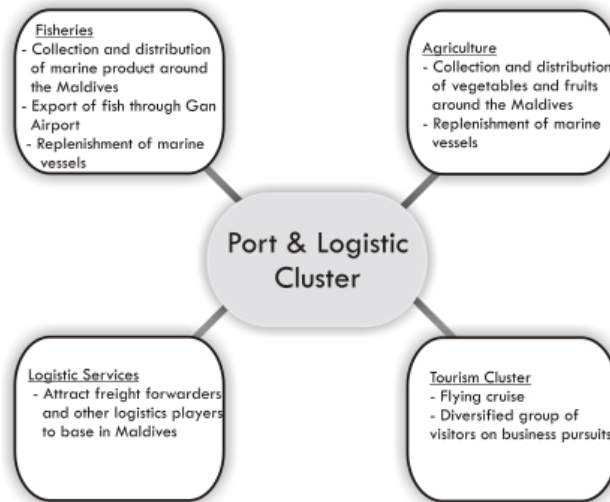 Fisheries
- Collection and distribution
of marine product around
the Maldives
- Export of fish through Gan
Airport
- Replenishment of marine
vessels
Agriculture
- Collection and distribution
of vegetables and fruits
around the Maldives
- Replenishment of marine
vessels
Port & Logistic
Cluster
Logistic Services
- Attract freight forwarders
and other logistics players
to base in Maldives
Tourism Cluster
- Flying cruise
- Diversified group of
visitors on business pursuits